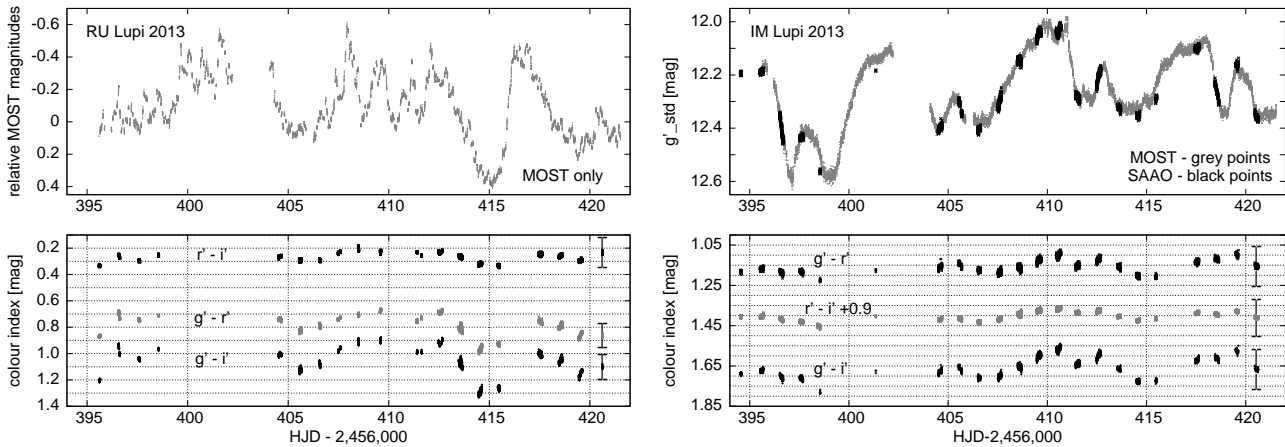 RU Lupi 2013
relative MOST magnitudes
-0.6
-0.4
-0.2
0
0.2
0.4
MOST only
395 400 405 410 415 420
colour index [mag]
0.2
0.4
0.6
0.8
1.0
1.2
1.4
r' - i'
g' - r'
g' - i'
395 400 405 410 415 420
HJD - 2,456,000
IM Lupi 2013
g'_std [mag]
12.0
12.2
12.4
12.6
MOST - grey points
SAAO - black points
395 400 405 410 415 420
colour index [mag]
1.05
1.25
1.45
1.65
1.85
g' - r'
r' - i' +0.9
g' - i'
395 400 405 410 415 420
HJD-2,456,000